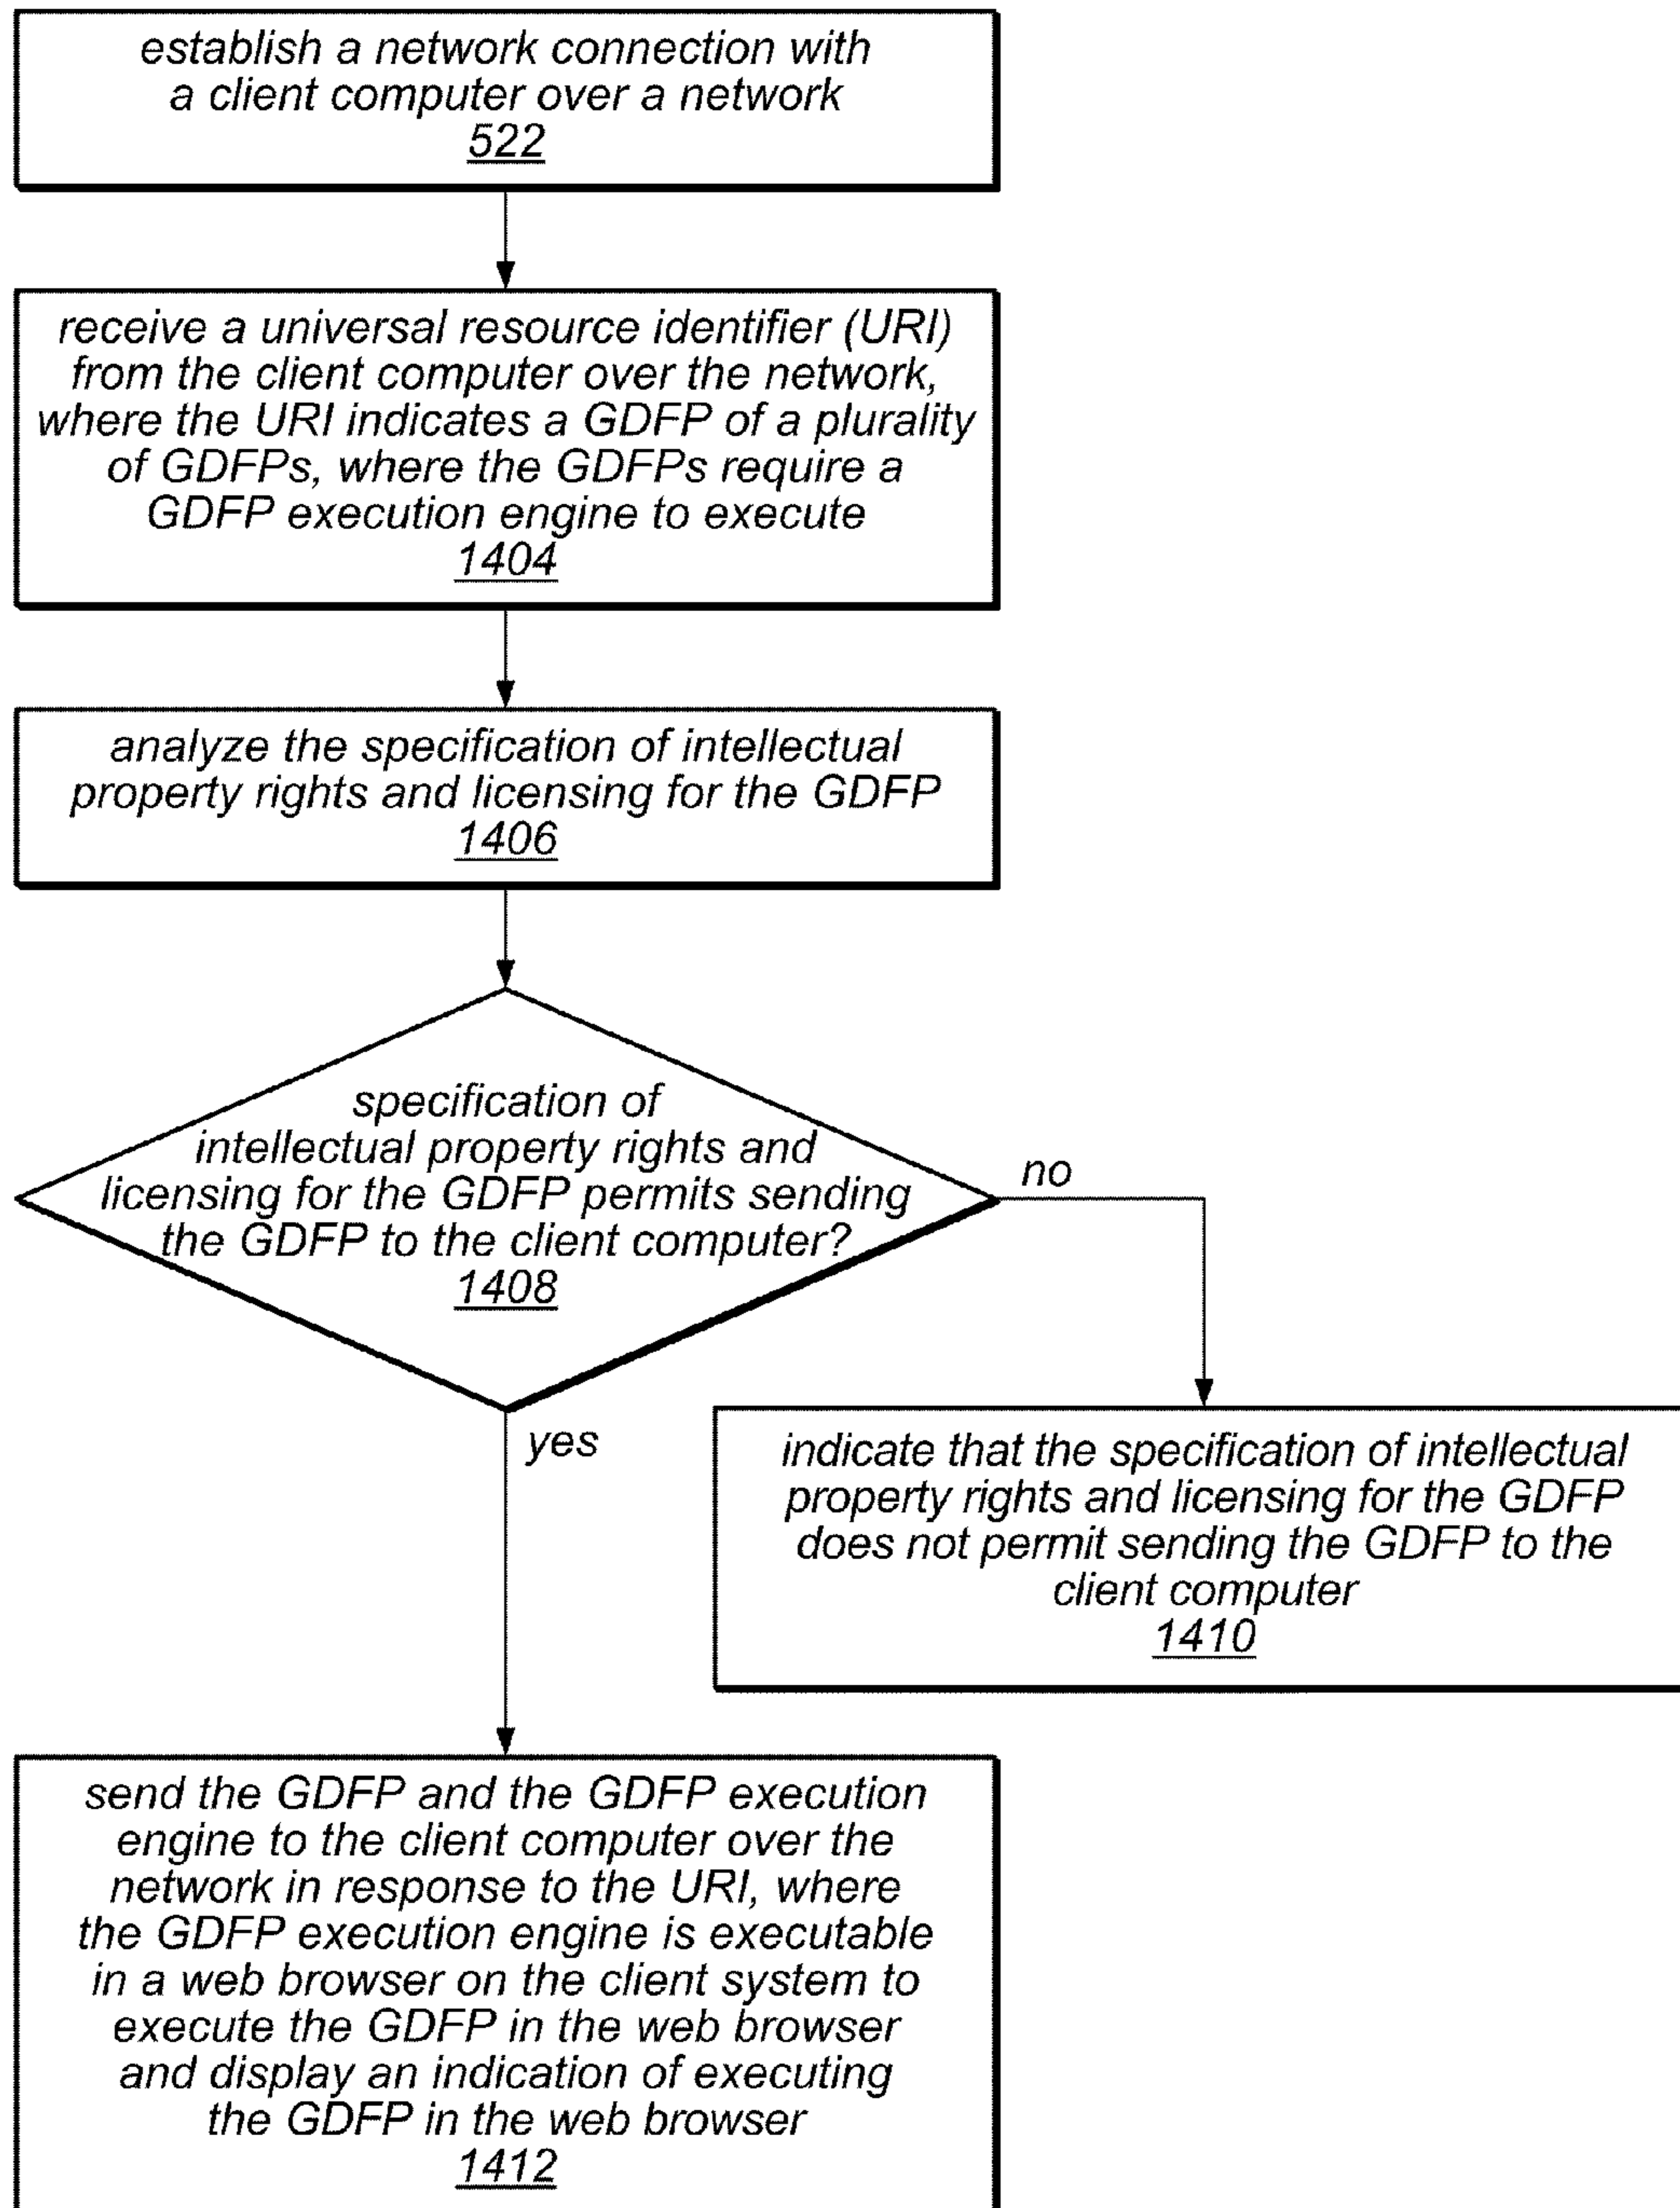 establish a network connection with
a client computer over a network
522
receive a universal resource identifier (URI)
from the client computer over the network,
where the URI indicates a GDFP of a plurality
of GDFPs, where the GDFPs require a
GDFP execution engine to execute
1404
analyze the specification of intellectual
property rights and licensing for the GDFP
1406
specification of
intellectual property rights and
licensing for the GDFP permits sending
the GDFP to the client computer?
1408
no
yes
indicate that the specification of intellectual
property rights and licensing for the GDFP
does not permit sending the GDFP to the
client computer
1410
send the GDFP and the GDFP execution
engine to the client computer over the
network in response to the URI, where
the GDFP execution engine is executable
in a web browser on the client system to
execute the GDFP in the web browser
and display an indication of executing
the GDFP in the web browser
1412